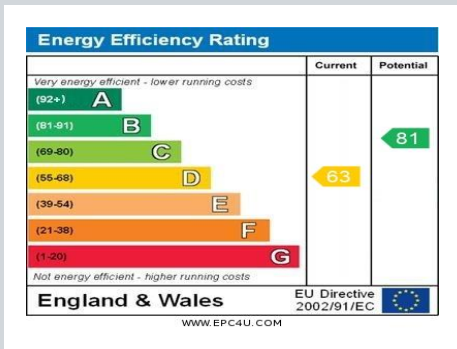 Energy Efficiency Rating
Current Potential
Very energy efficient - lower running costs
(92+) A
(81-91) B
81
(69-80) C
(55-68) D
63
(39-54) E
(21-38) F
(1-20) G
Not energy efficient - higher running costs
England & Wales
EU Directive
2002/91/EC
WWW.EPC4U.COM